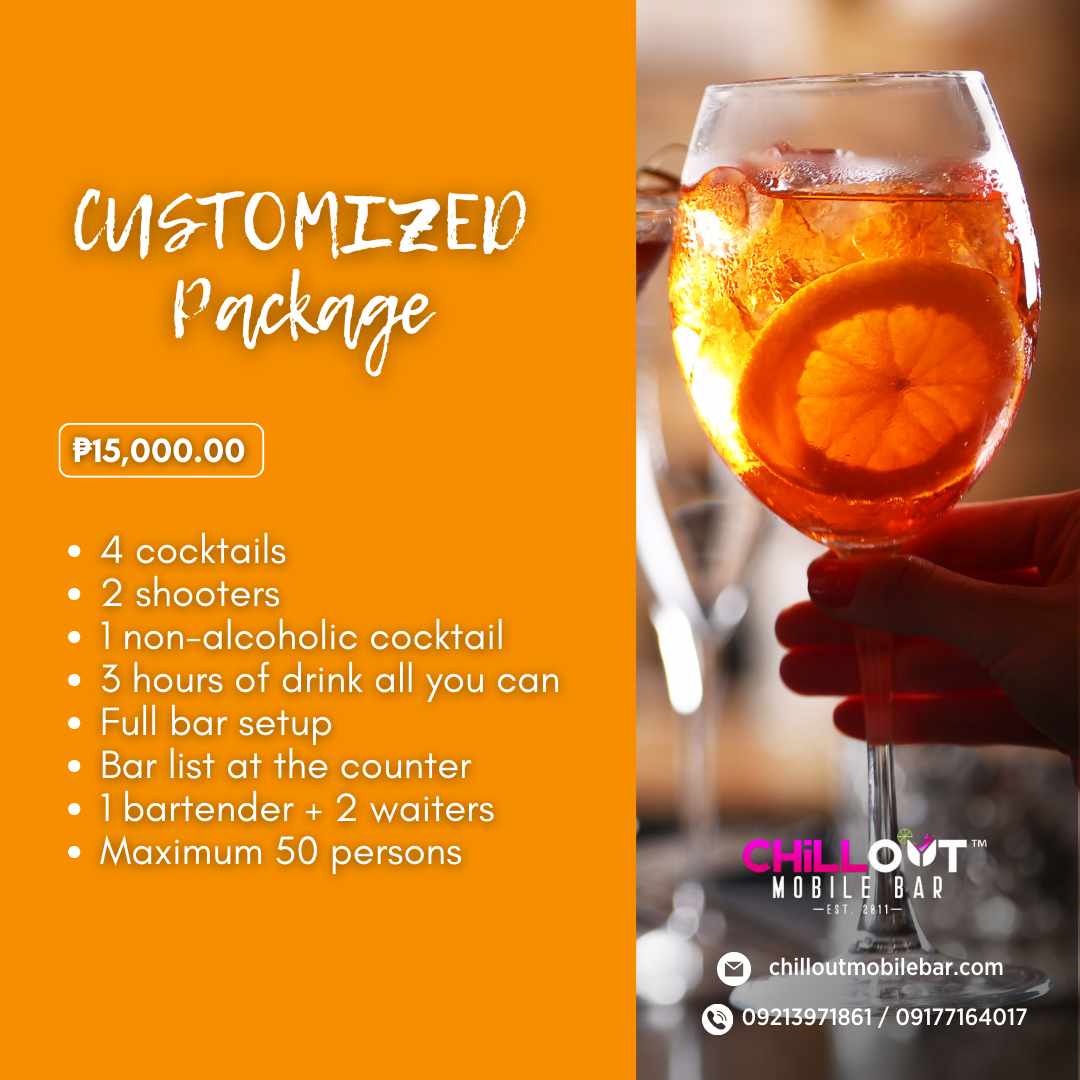 CUSTOMIZED
Package
₱15,000.00
• 4 cocktails
• 2 shooters
• 1 non-alcoholic cocktail
• 3 hours of drink all you can
• Full bar setup
• Bar list at the counter
• 1 bartender + 2 waiters
• Maximum 50 persons
CHiLLOUT™
MOBILE BAR
—EST. 2011—
chilloutmobilebar.com
09213971861 / 09177164017